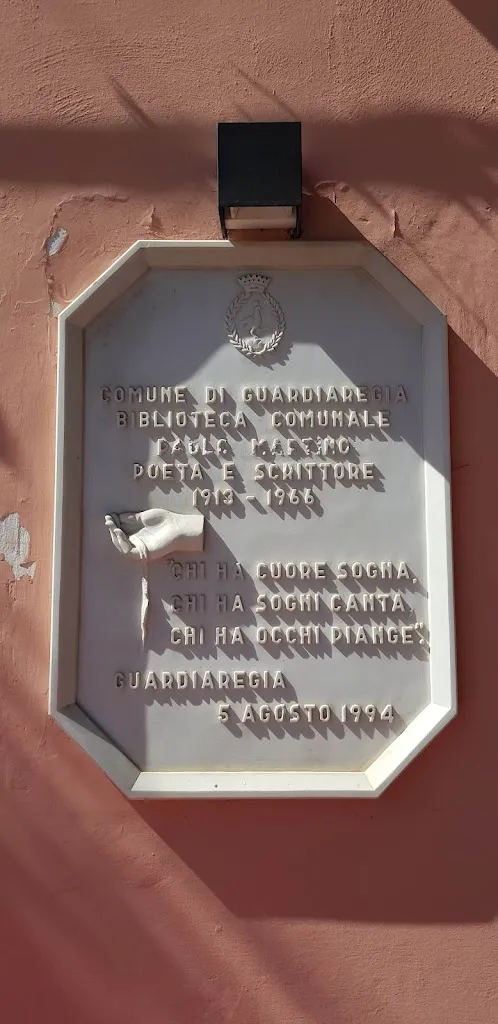 COMUNE DI GUARDIAREGIA
BIBLIOTECA COMUNALE
PAOLO
POETA E SCRITTORE
1913 - 1966
"CHI HA CUORE SOGNA,
CHI HA SOGNI CANTA,
CHI HA OCCHI PIANGE".
GUARDIAREGIA
5 AGOSTO 1994